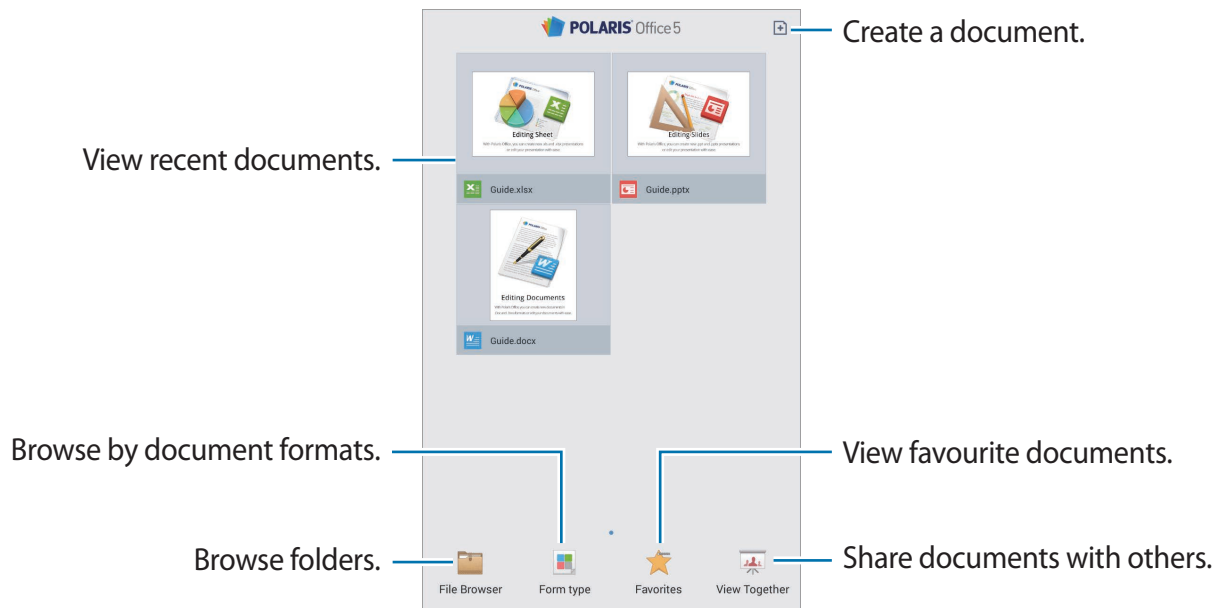 POLARIS Office 5
Create a document.
Editing Sheet
Editing Slides
View recent documents.
Guide.xlsx
Guide.pptx
POLARIS Office
Editing Documents
Guide.docx
Browse by document formats.
View favourite documents.
Browse folders.
Share documents with others.
File Browser
Form type
Favorites
View Together